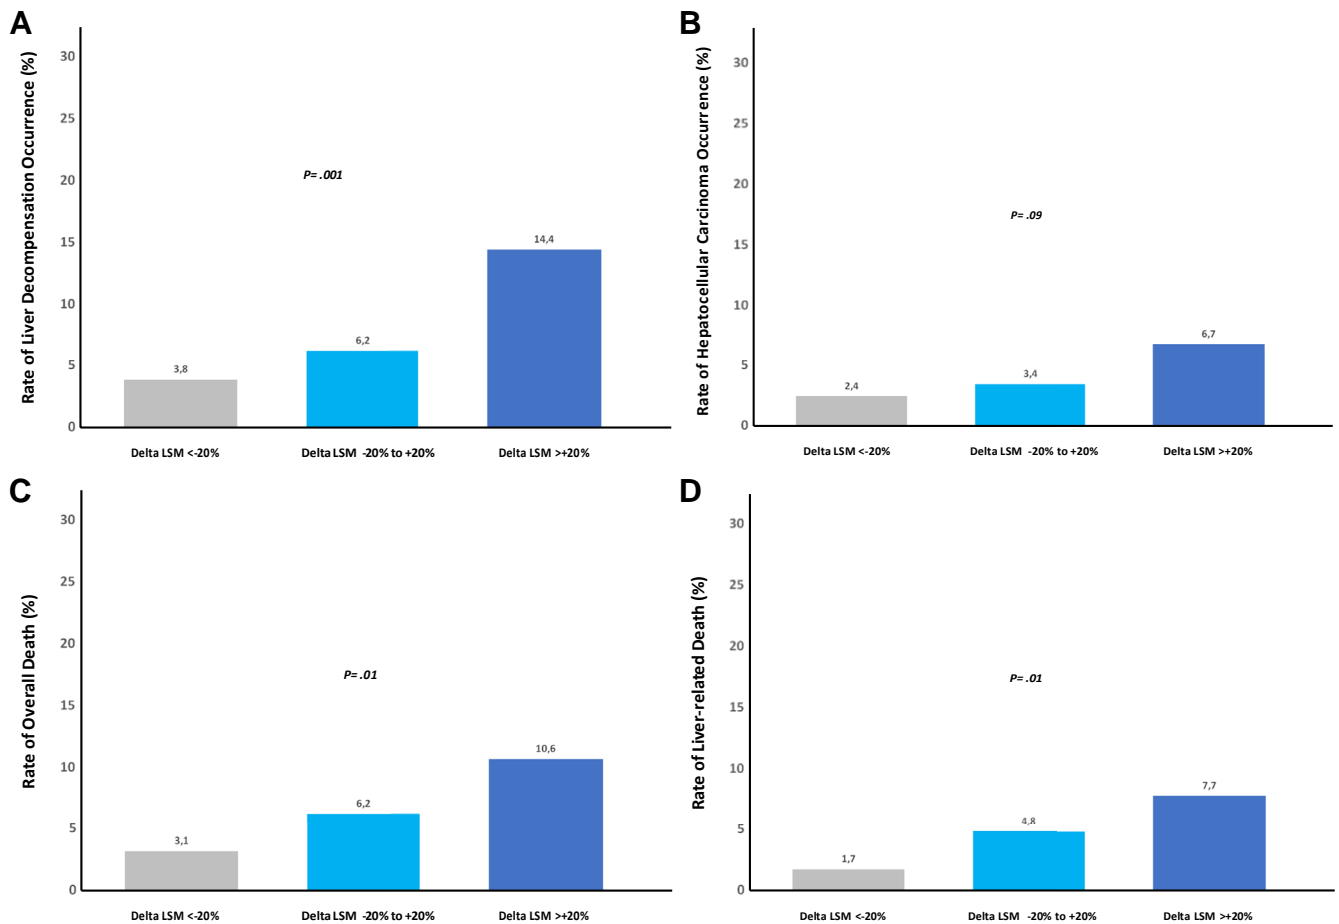 A
Rate of Liver Decompensation Occurrence (%)
30
25
20
15
10
5
0
P= .001
3,8
6,2
14,4
Delta LSM <-20%
Delta LSM -20% to +20%
Delta LSM >+20%
B
Rate of Hepatocellular Carcinoma Occurrence (%)
30
25
20
15
10
5
0
P= .09
2,4
3,4
6,7
Delta LSM <-20%
Delta LSM -20% to +20%
Delta LSM >+20%
C
Rate of Overall Death (%)
30
25
20
15
10
5
0
P= .01
3,1
6,2
10,6
Delta LSM <-20%
Delta LSM -20% to +20%
Delta LSM >+20%
D
Rate of Liver-related Death (%)
30
25
20
15
10
5
0
P= .01
1,7
4,8
7,7
Delta LSM <-20%
Delta LSM -20% to +20%
Delta LSM >+20%